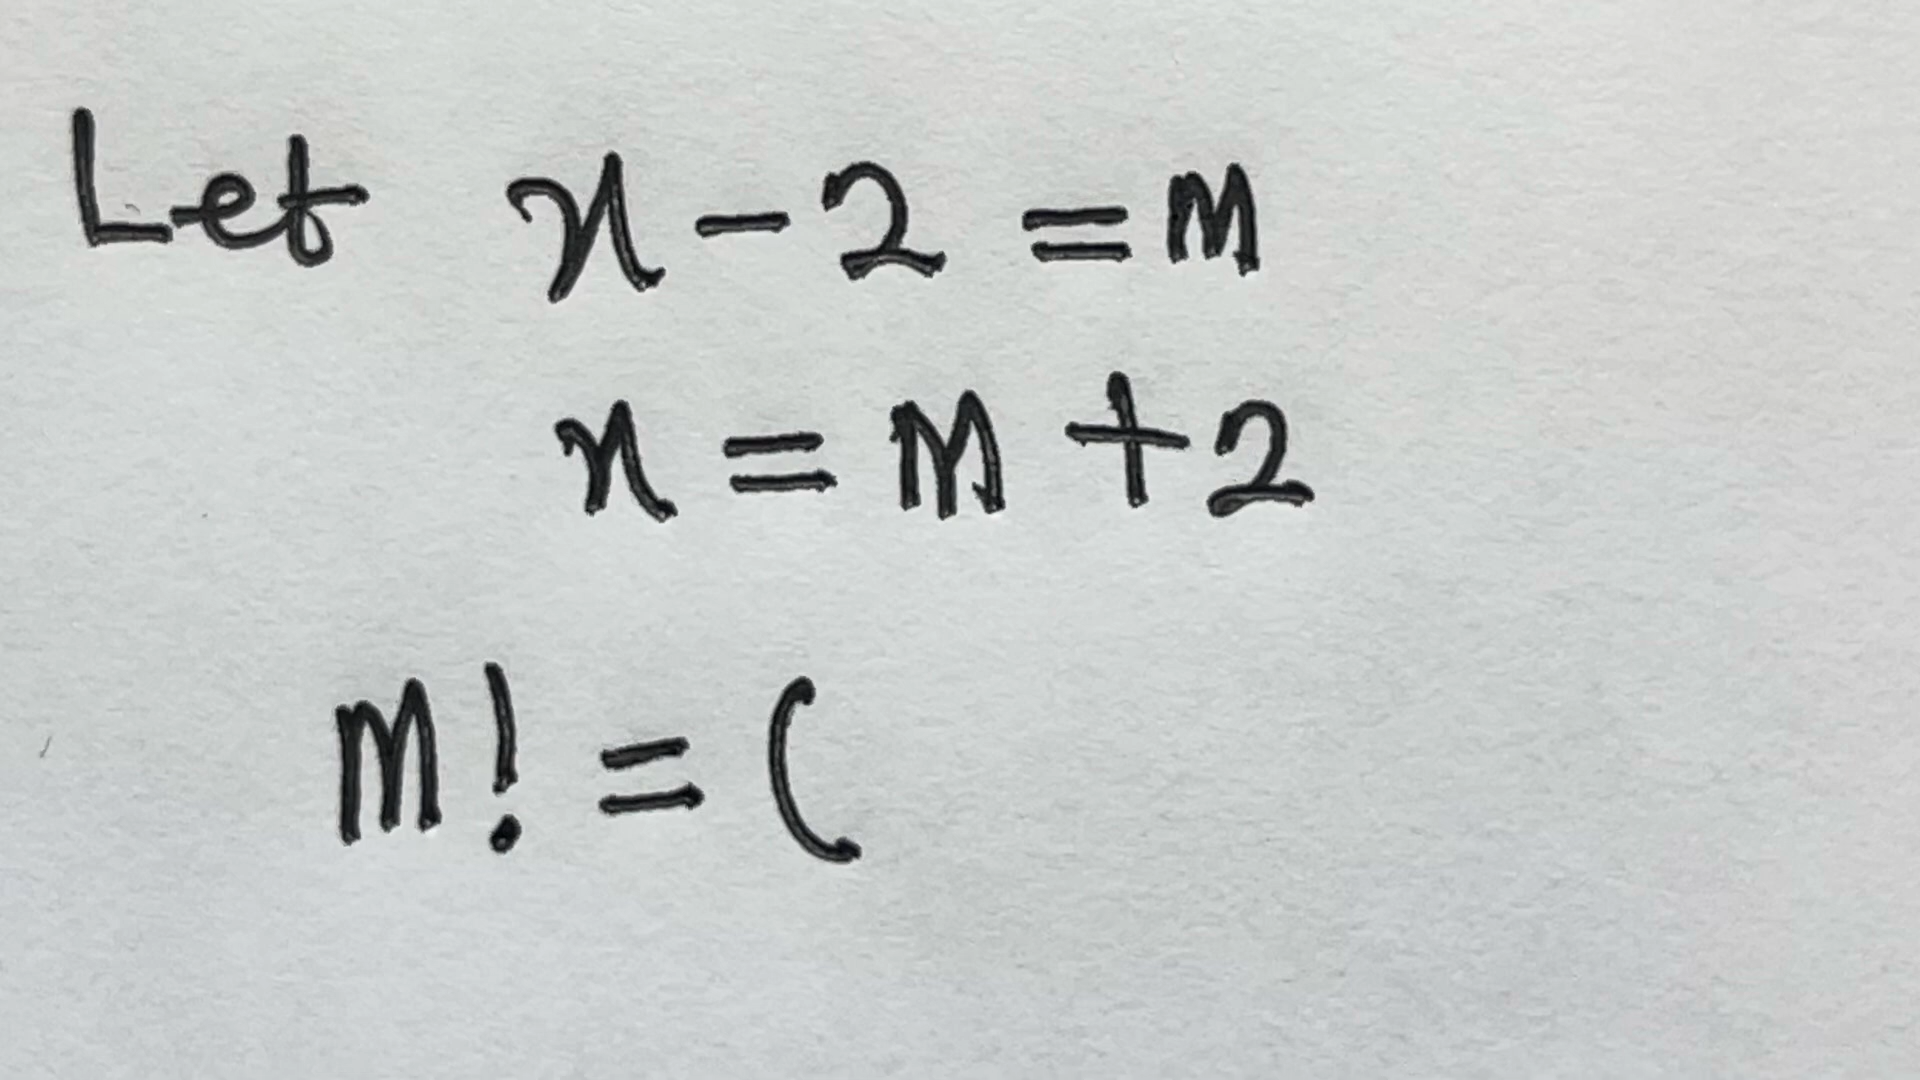 Let x - 2 = m
x = m + 2
m! = (